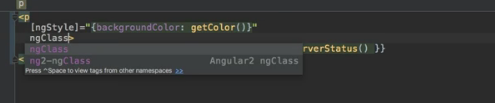 p
<p
[ngStyle]="{backgroundColor: getColor()}"
ngClass>
ngClass
rverStatus() }}
ng2-ngClass Angular2 ngClass
<
Press ^Space to view tags from other namespaces >>